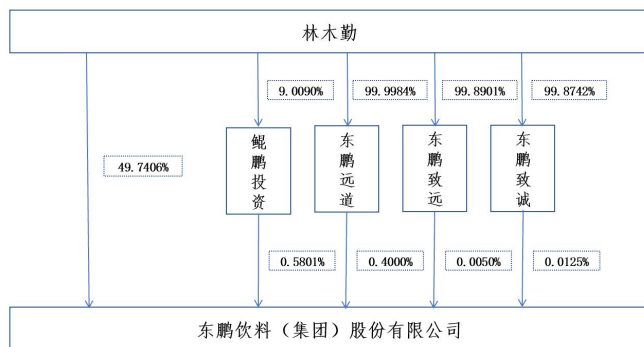 林木勤
9.0090%
99.9984%
99.8901%
99.8742%
49.7406%
鲲鹏投资
东鹏远道
东鹏致远
东鹏致诚
0.5801%
0.4000%
0.0050%
0.0125%
东鹏饮料（集团）股份有限公司